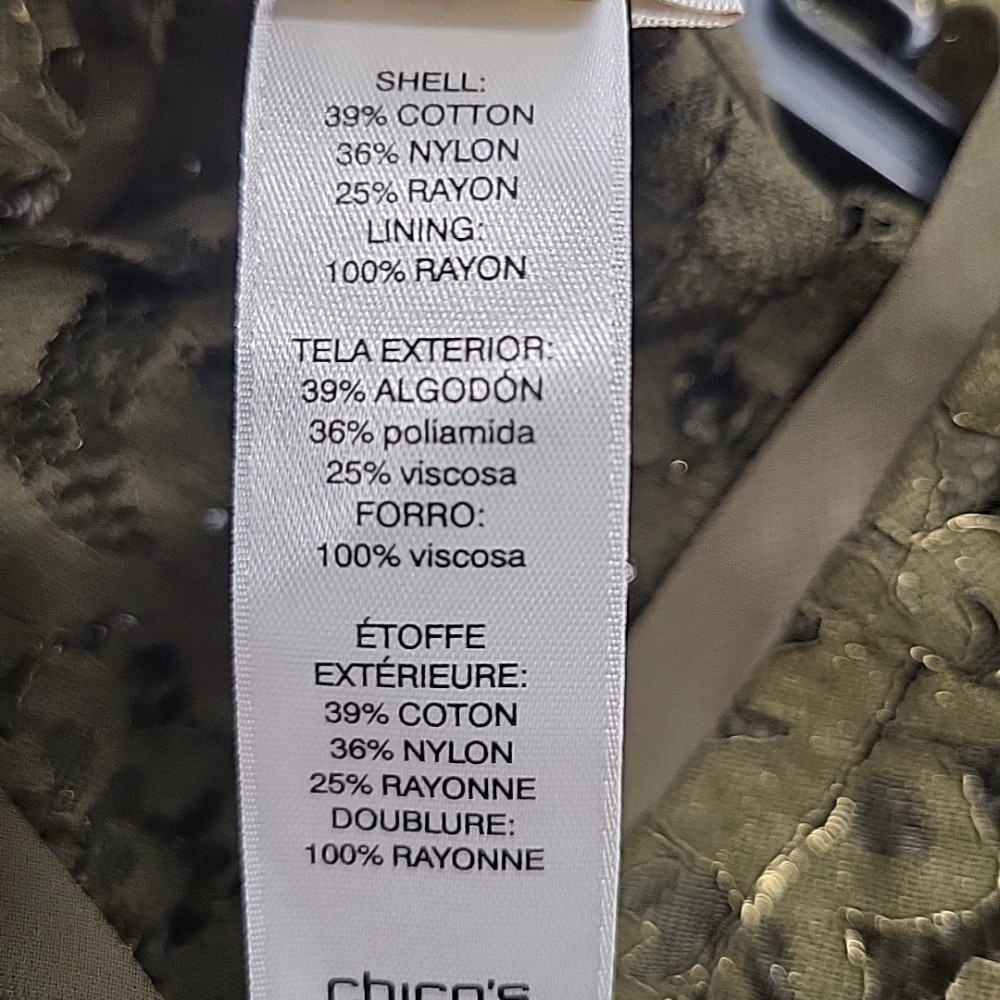 SHELL:
39% COTTON
36% NYLON
25% RAYON
LINING:
100% RAYON
TELA EXTERIOR:
39% ALGODÓN
36% poliamida
25% viscosa
FORRO:
100% viscosa
ÉTOFFE
EXTÉRIEURE:
39% COTON
36% NYLON
25% RAYONNE
DOUBLURE:
100% RAYONNE
chico's